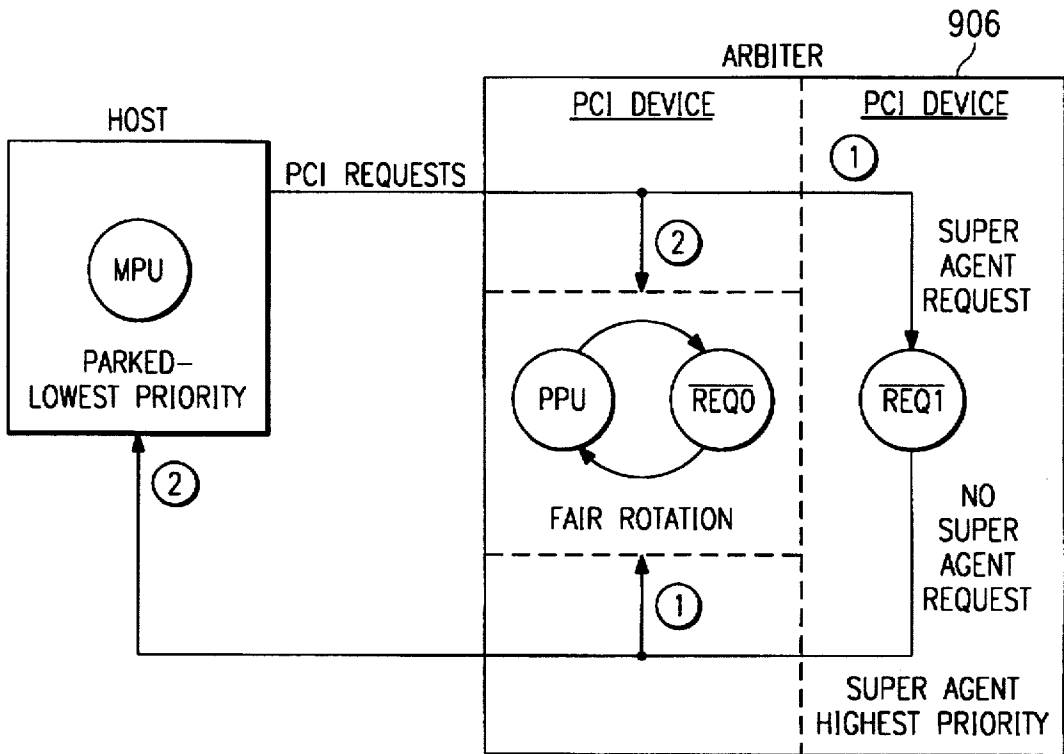 906
ARBITER
HOST
PCI DEVICE
PCI DEVICE
PCI REQUESTS
1
2
SUPER
AGENT
REQUEST
MPU
PARKED-
LOWEST PRIORITY
PPU
REQ0
REQ1
FAIR ROTATION
2
1
NO
SUPER
AGENT
REQUEST
SUPER AGENT
HIGHEST PRIORITY